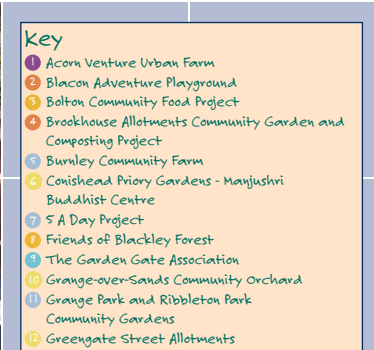 Key
1 Acorn Venture Urban Farm
2 Blacon Adventure Playground
3 Bolton Community Food Project
4 Brookhouse Allotments Community Garden and
Composting Project
5 Burnley Community Farm
6 Conishead Priory Gardens - Manjushri
Buddhist Centre
7 5 A Day Project
8 Friends of Blackley Forest
9 The Garden Gate Association
10 Grange-over-Sands Community Orchard
11 Grange Park and Ribbleton Park
Community Gardens
12 Greengate Street Allotments